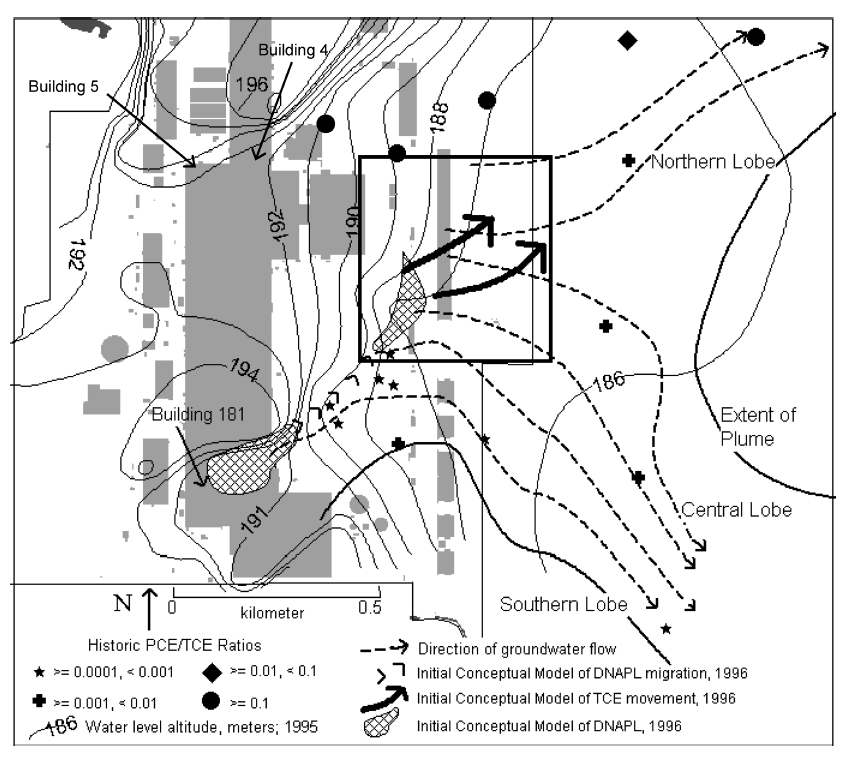 Building 4
Building 5
196
188
Northern Lobe
192
190
192
194
186
Building 181
Extent of
Plume
191
Central Lobe
Southern Lobe
N
0
0.5
kilometer
Historic PCE/TCE Ratios
>= 0.0001, < 0.001
>= 0.01, < 0.1
>= 0.001, < 0.01
>= 0.1
186 Water level altitude, meters; 1995
Direction of groundwater flow
Initial Conceptual Model of DNAPL migration, 1996
Initial Conceptual Model of TCE movement, 1996
Initial Conceptual Model of DNAPL, 1996